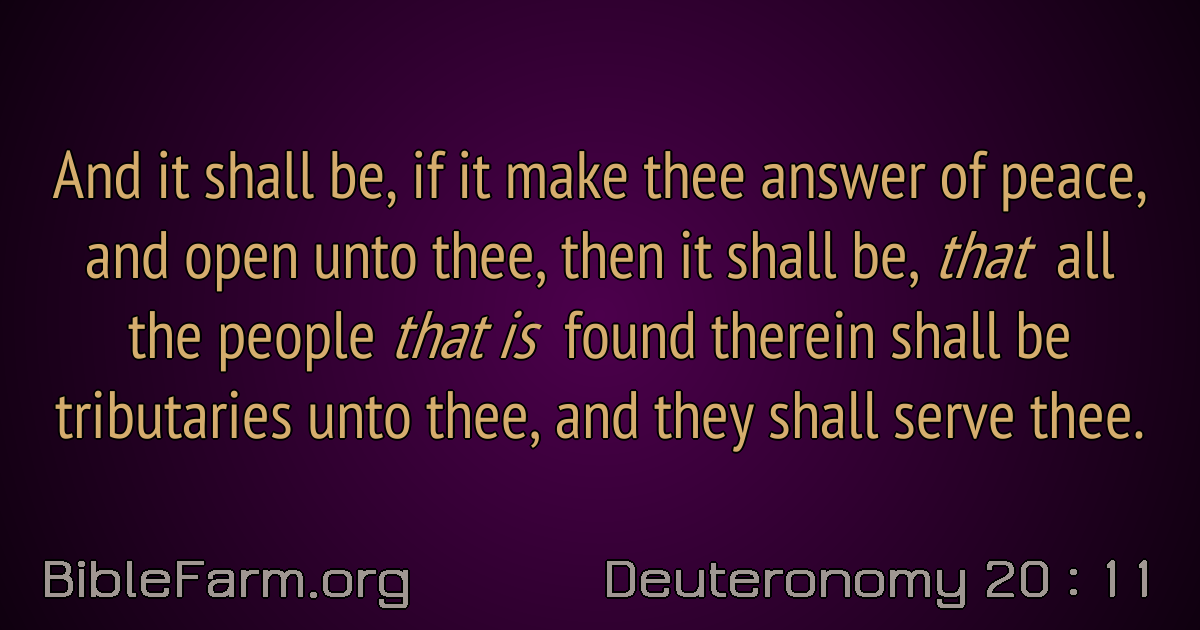 And it shall be, if it make thee answer of peace,
and open unto thee, then it shall be, that all
the people that is found therein shall be
tributaries unto thee, and they shall serve thee.
BibleFarm.org
Deuteronomy 20 : 11